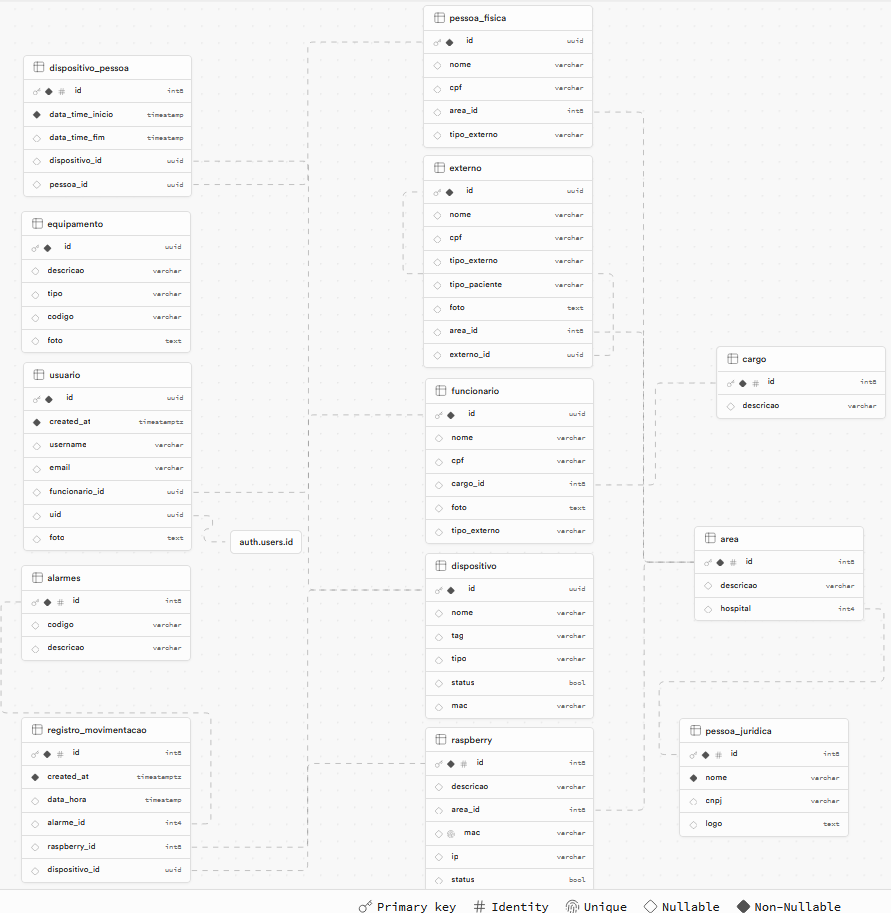 pessoa_fisica
id uuid
nome varchar
cpf varchar
area_id int8
tipo_externo varchar
dispositivo_pessoa
id int8
data_time_inicio timestamp
data_time_fim timestamp
dispositivo_id uuid
pessoa_id uuid
externo
id uuid
nome varchar
cpf varchar
tipo_externo varchar
tipo_paciente varchar
foto text
area_id int8
externo_id uuid
equipamento
id uuid
descricao varchar
tipo varchar
codigo varchar
foto text
usuario
id uuid
created_at timestamptz
username varchar
email varchar
funcionario_id uuid
uid uuid
foto text
auth.users.id
funcionario
id uuid
nome varchar
cpf varchar
cargo_id int8
foto text
tipo_externo varchar
cargo
id int8
descricao varchar
alarmes
id int8
codigo varchar
descricao varchar
dispositivo
id uuid
nome varchar
tag varchar
tipo varchar
status bool
mac varchar
area
id int8
descricao varchar
hospital int4
registro_movimentacao
id int8
created_at timestamptz
data_hora timestamp
alarme_id int4
raspberry_id int8
dispositivo_id uuid
raspberry
id int8
descricao varchar
area_id int8
mac varchar
ip varchar
status bool
pessoa_juridica
id int8
nome varchar
cnpj varchar
logo text
Primary key # Identity Unique Nullable Non-Nullable